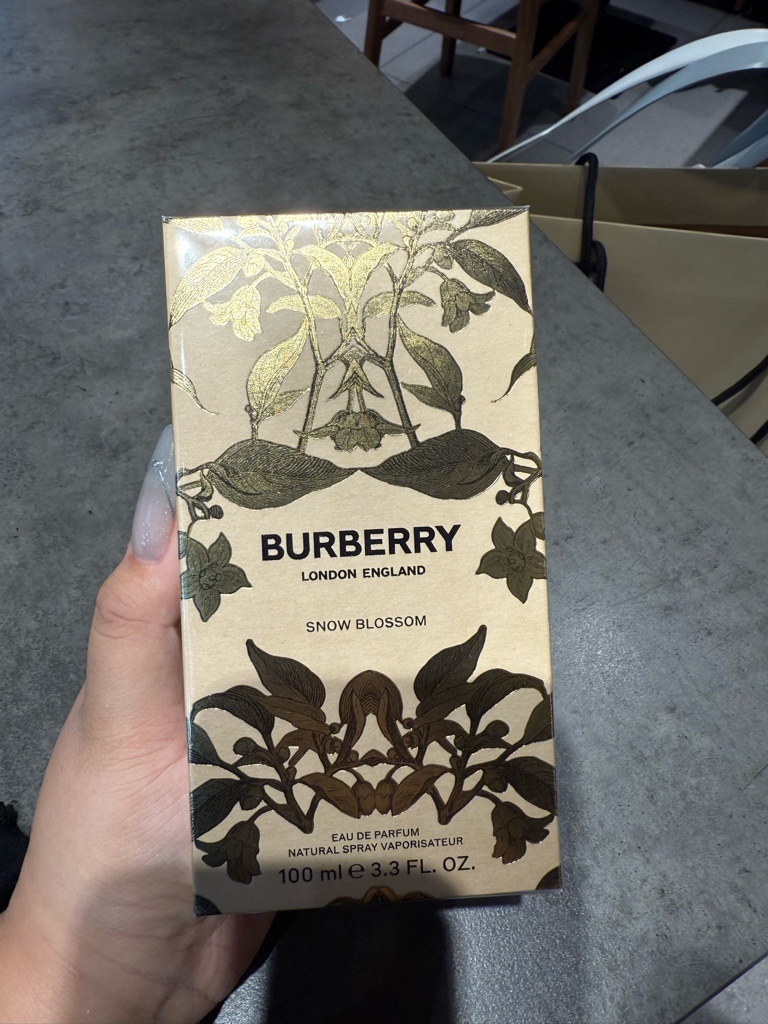 BURBERRY
LONDON ENGLAND
SNOW BLOSSOM
EAU DE PARFUM
NATURAL SPRAY VAPORISATEUR
100 ml ℮ 3.3 FL. OZ.